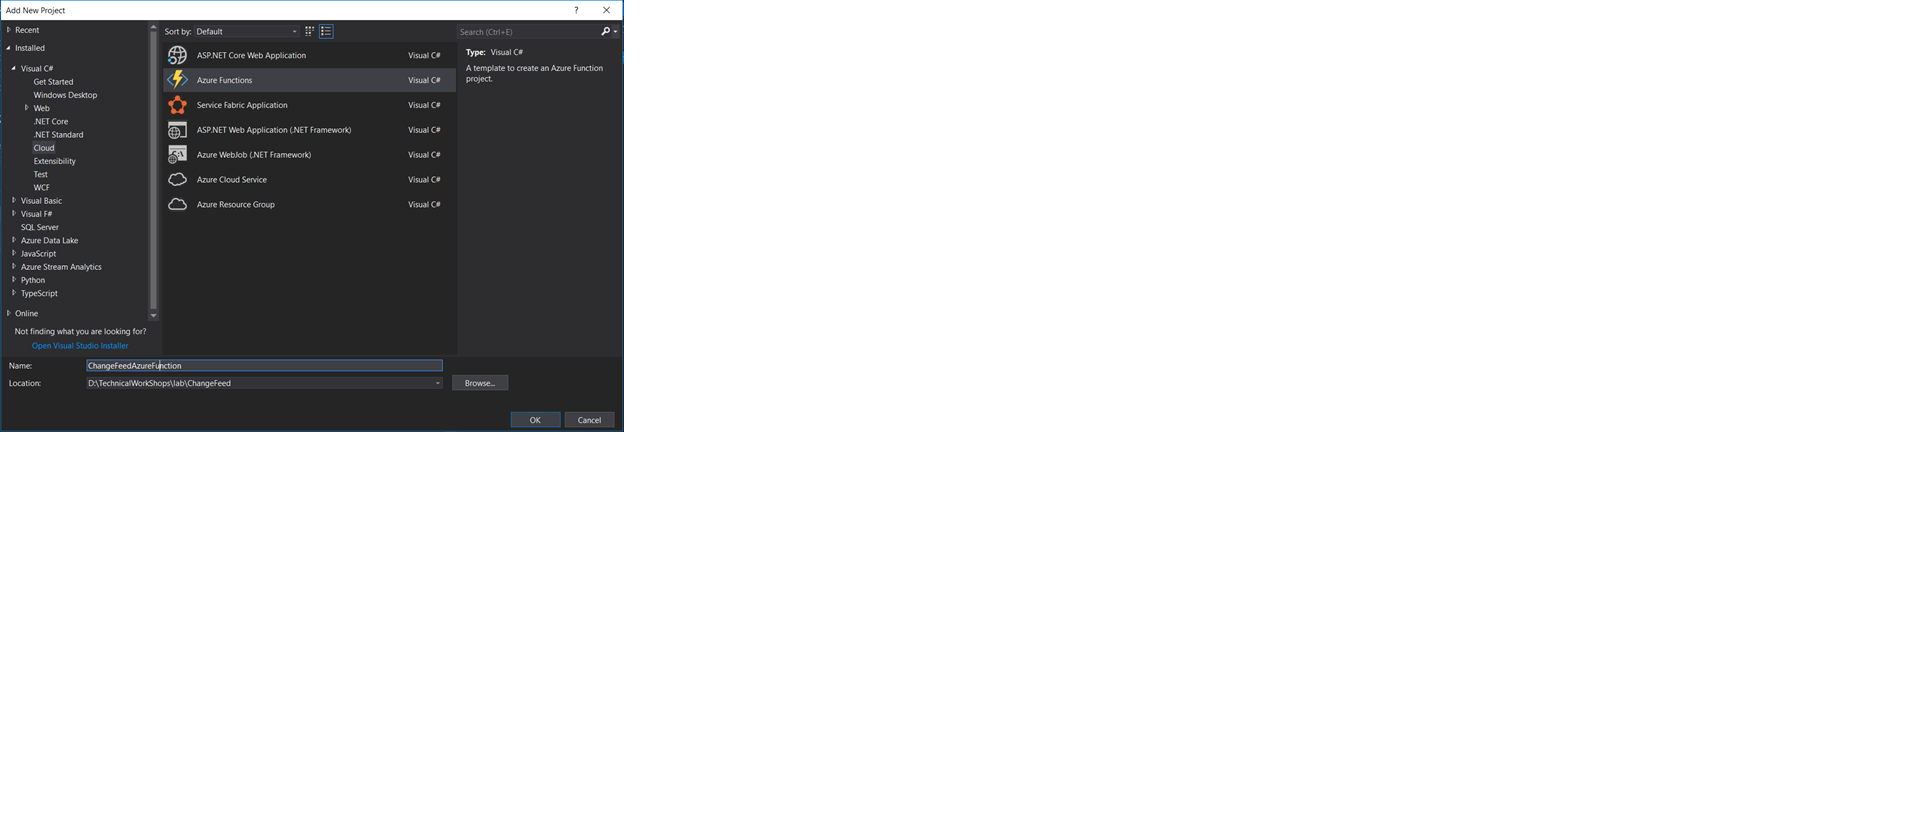 Add New Project
?
Recent
Installed
Visual C#
Get Started
Windows Desktop
Web
.NET Core
.NET Standard
Cloud
Extensibility
Test
WCF
Visual Basic
Visual F#
SQL Server
Azure Data Lake
JavaScript
Azure Stream Analytics
Python
TypeScript
Online
Not finding what you are looking for?
Open Visual Studio Installer
Sort by: Default
ASP.NET Core Web Application Visual C#
Azure Functions Visual C#
Service Fabric Application Visual C#
ASP.NET Web Application (.NET Framework) Visual C#
Azure WebJob (.NET Framework) Visual C#
Azure Cloud Service Visual C#
Azure Resource Group Visual C#
Search (Ctrl+E)
Type: Visual C#
A template to create an Azure Function
project.
Name: ChangeFeedAzureFunction
Location: D:\TechnicalWorkShops\lab\ChangeFeed
Browse...
OK Cancel